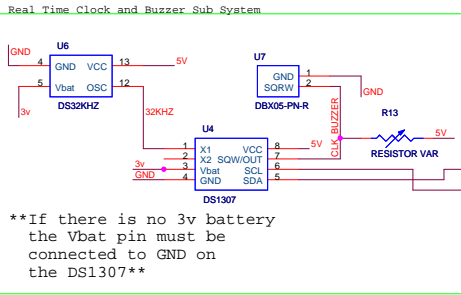 Real Time Clock and Buzzer Sub System
GND
U6
4 GND VCC 13 5V
5 Vbat OSC 12
3v
DS32KHZ
32KHZ
U7
GND 1
SQRW 2
GND
DBX05-PN-R
CLK_BUZZER
R13
5V
RESISTOR VAR
U4
1 X1 VCC 8 5V
2 X2 SQW/OUT 7
3v 3 Vbat SCL 6
GND 4 GND SDA 5
DS1307
**If there is no 3v battery
the Vbat pin must be
connected to GND on
the DS1307**